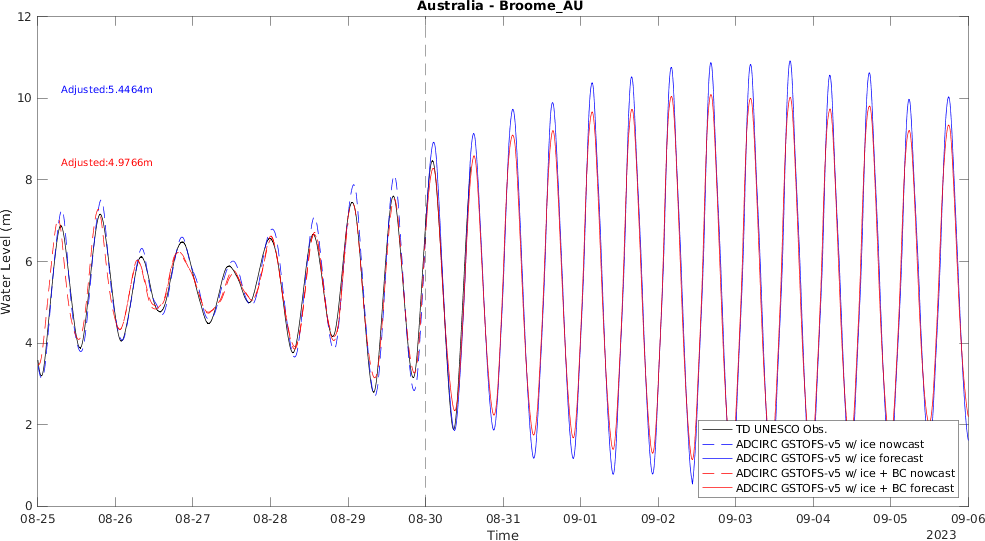 Australia - Broome_AU
12
10
8
6
4
2
0
Water Level (m)
Adjusted:5.4464m
Adjusted:4.9766m
TD UNESCO Obs.
ADCIRC GSTOFS-v5 w/ ice nowcast
ADCIRC GSTOFS-v5 w/ ice forecast
ADCIRC GSTOFS-v5 w/ ice + BC nowcast
ADCIRC GSTOFS-v5 w/ ice + BC forecast
08-25 08-26 08-27 08-28 08-29 08-30 08-31 09-01 09-02 09-03 09-04 09-05 09-06
Time
2023